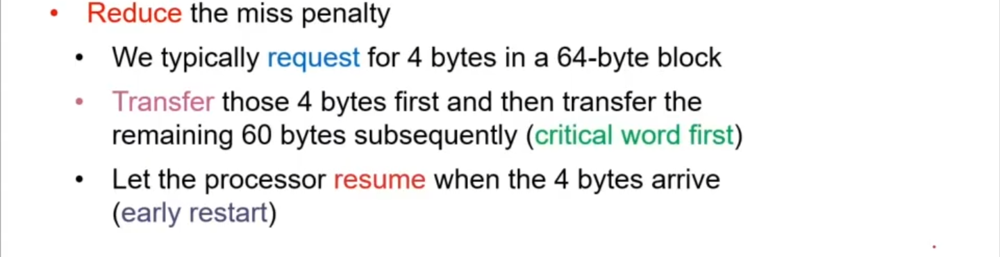 • Reduce the miss penalty
• We typically request for 4 bytes in a 64-byte block
• Transfer those 4 bytes first and then transfer the
remaining 60 bytes subsequently (critical word first)
• Let the processor resume when the 4 bytes arrive
(early restart)